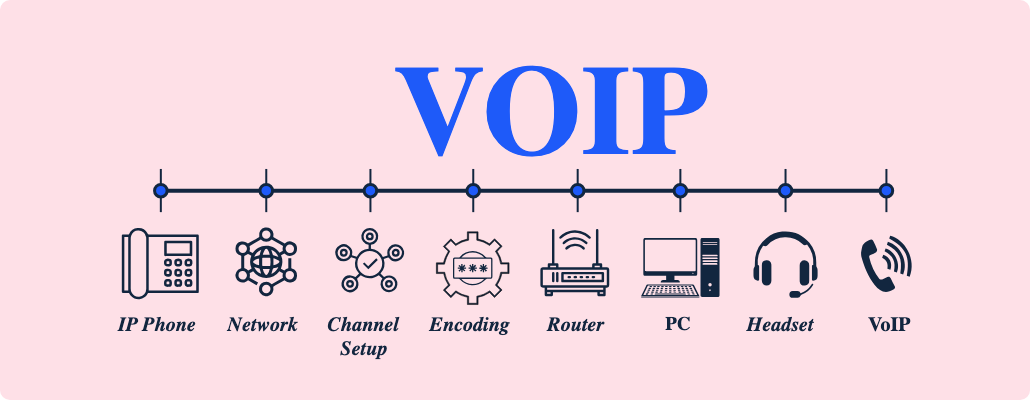 VOIP
IP Phone
Network
Channel
Setup
Encoding
Router
PC
Headset
VoIP